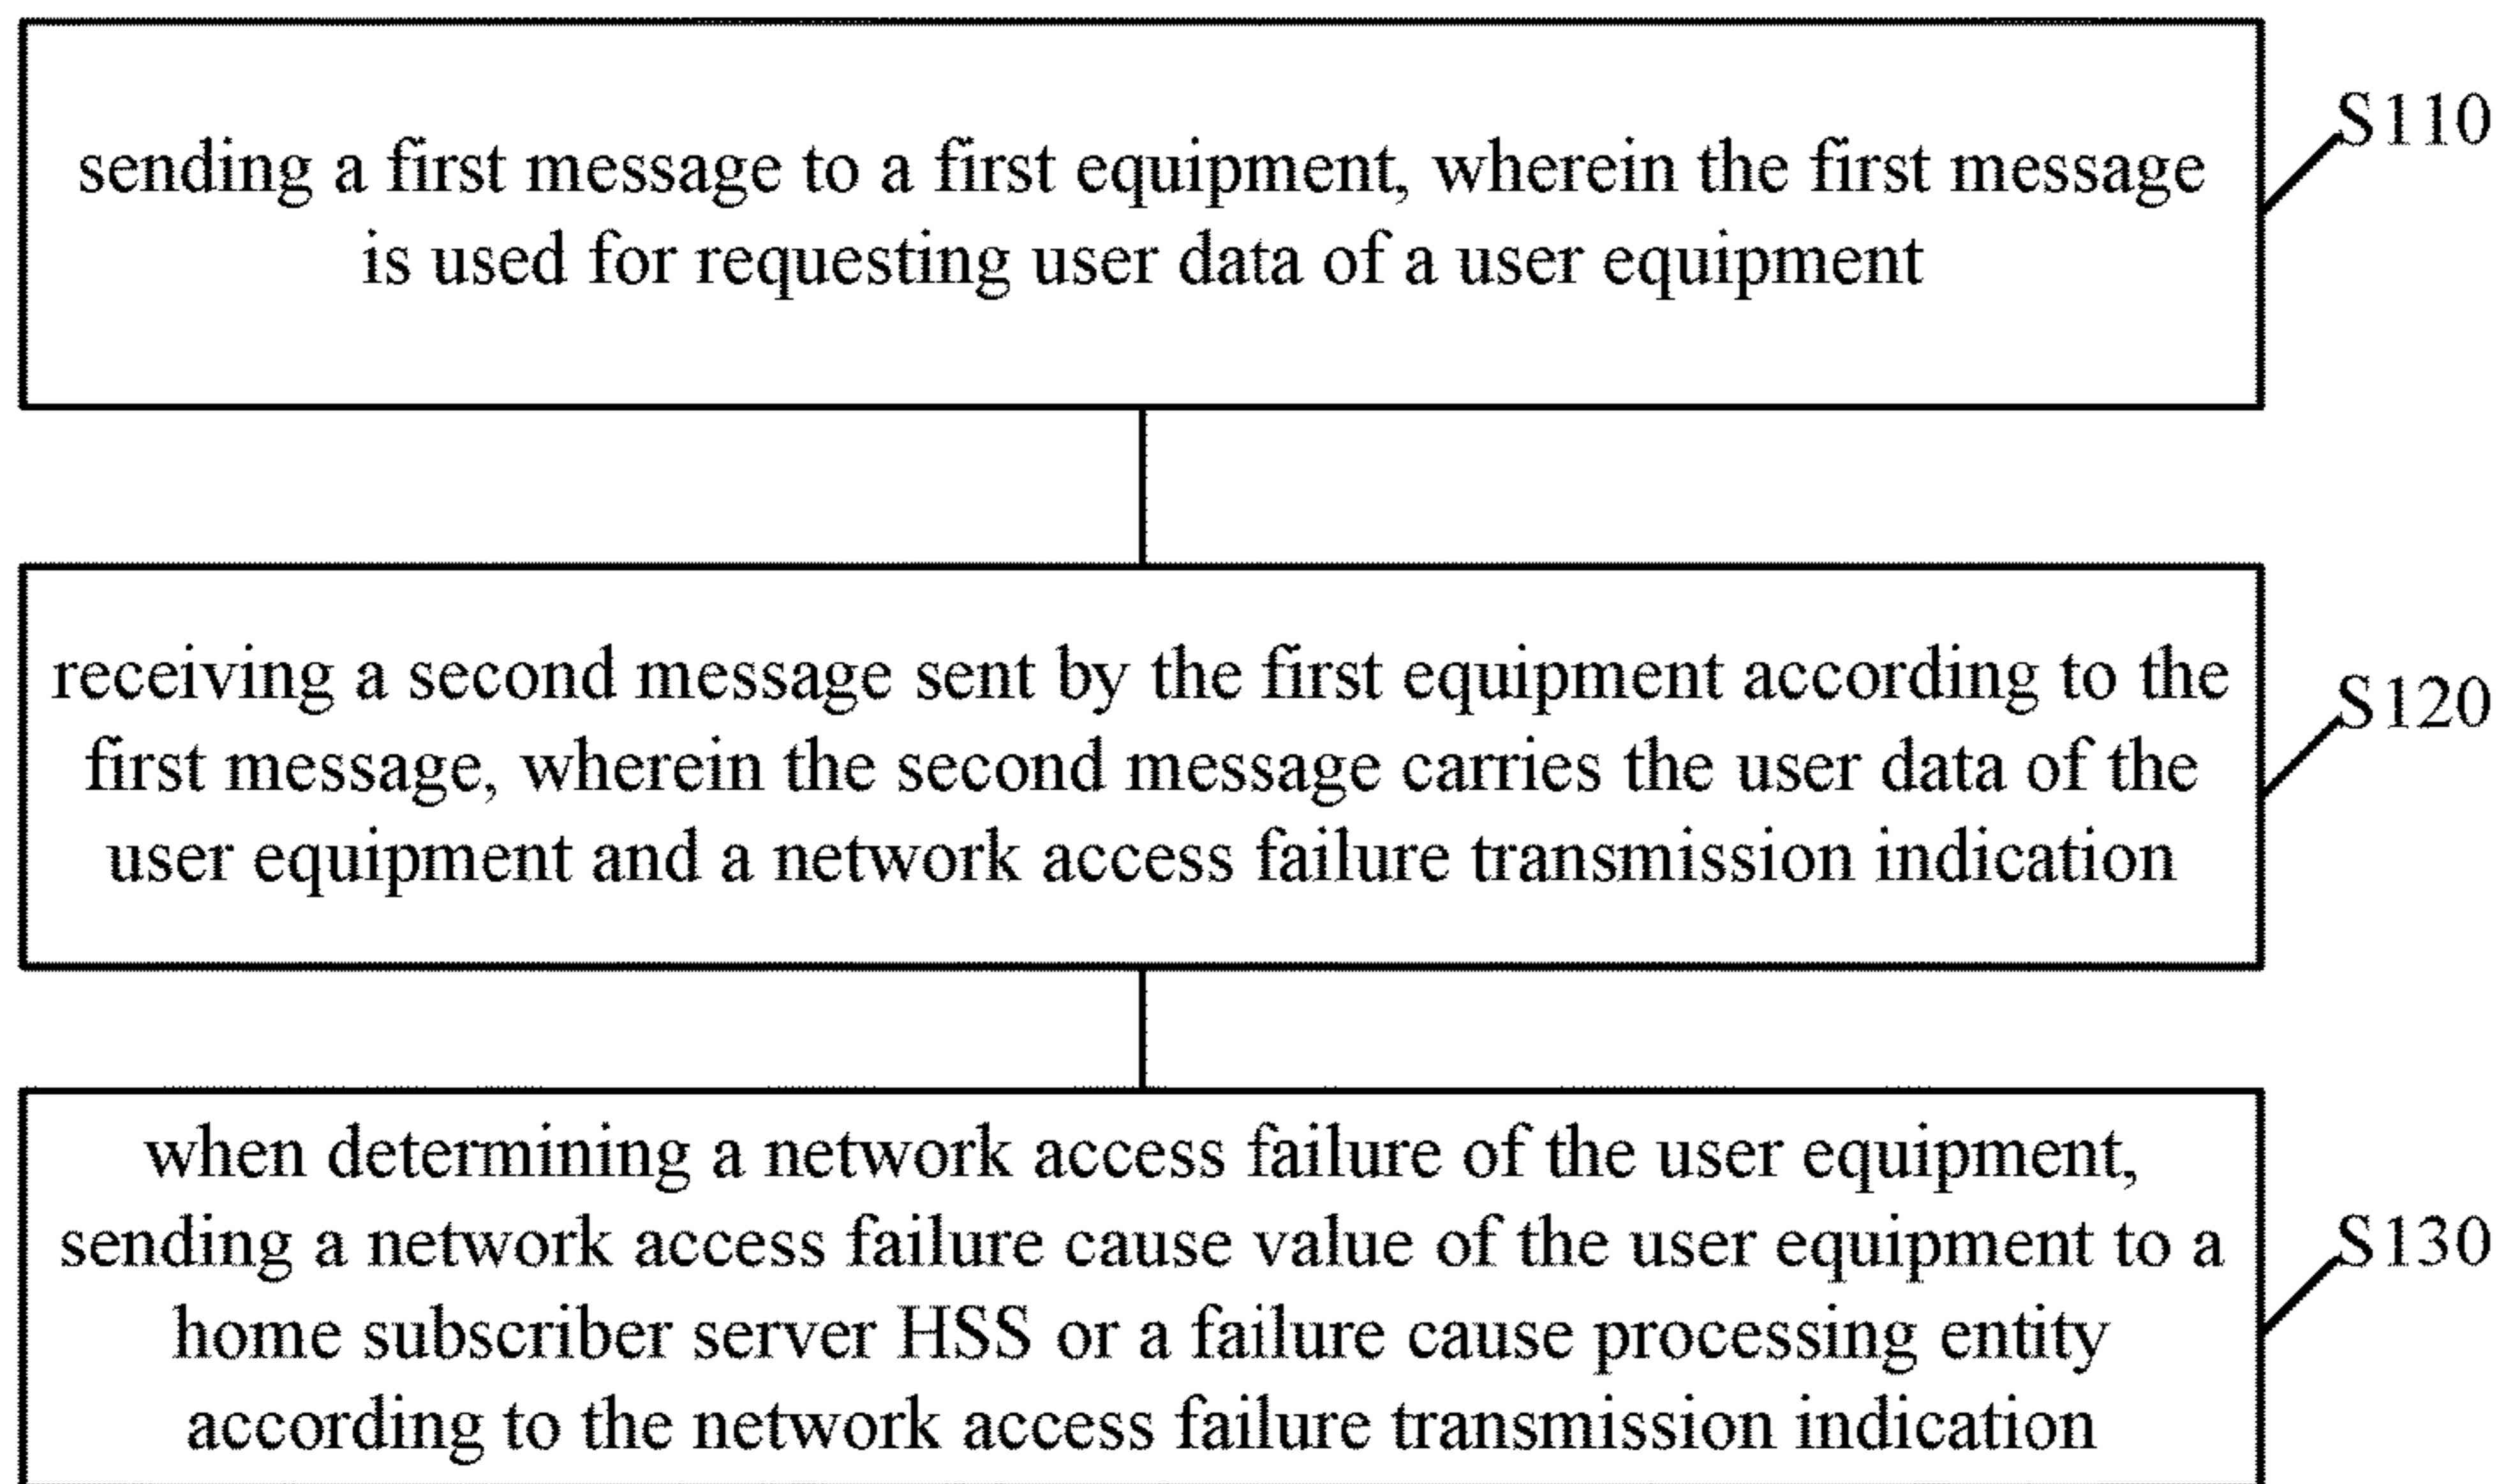 sending a first message to a first equipment, wherein the first message
is used for requesting user data of a user equipment
S110
receiving a second message sent by the first equipment according to the
first message, wherein the second message carries the user data of the
user equipment and a network access failure transmission indication
S120
when determining a network access failure of the user equipment,
sending a network access failure cause value of the user equipment to a
home subscriber server HSS or a failure cause processing entity
according to the network access failure transmission indication
S130